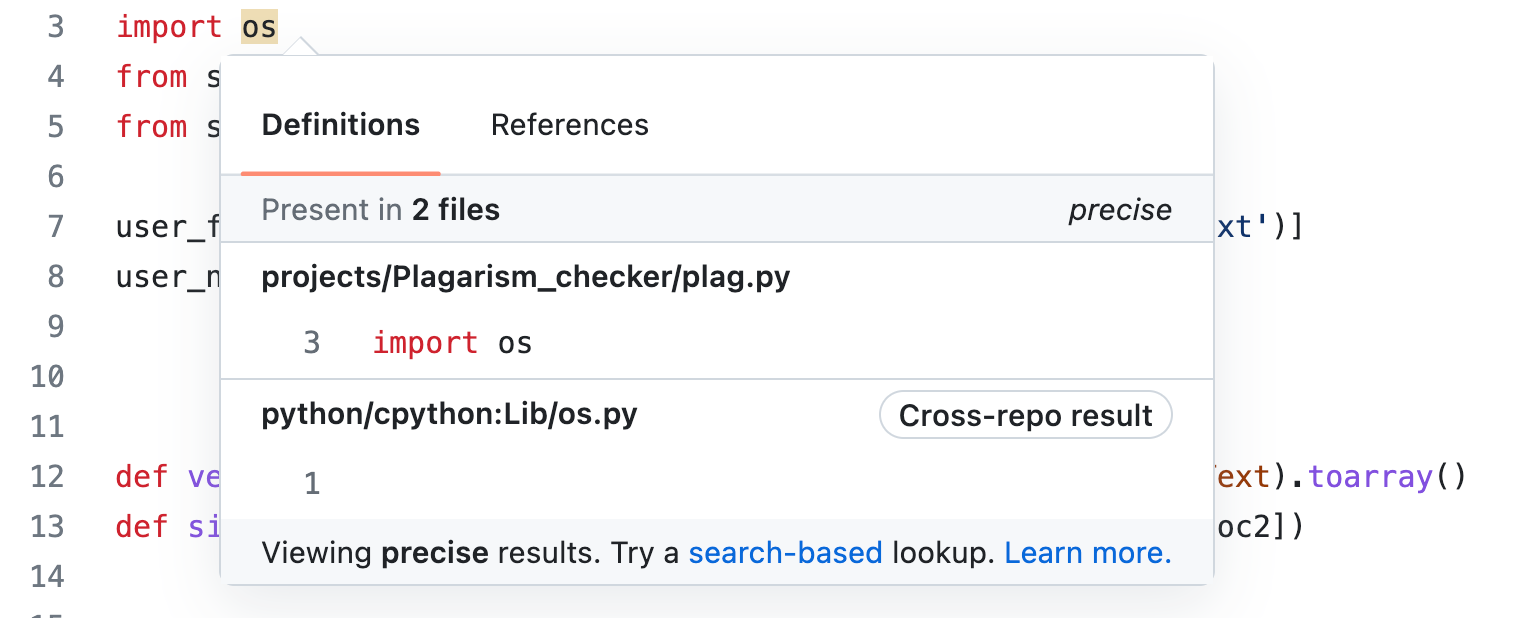 3 import os
4 from s
5 from s
Definitions References
6
Present in 2 files precise
7 user_f xt')]
8 user_n projects/Plagarism_checker/plag.py
9
3 import os
10
11 python/cpython:Lib/os.py Cross-repo result
12 def ve ext).toarray()
1
13 def si oc2])
Viewing precise results. Try a search-based lookup. Learn more.
14